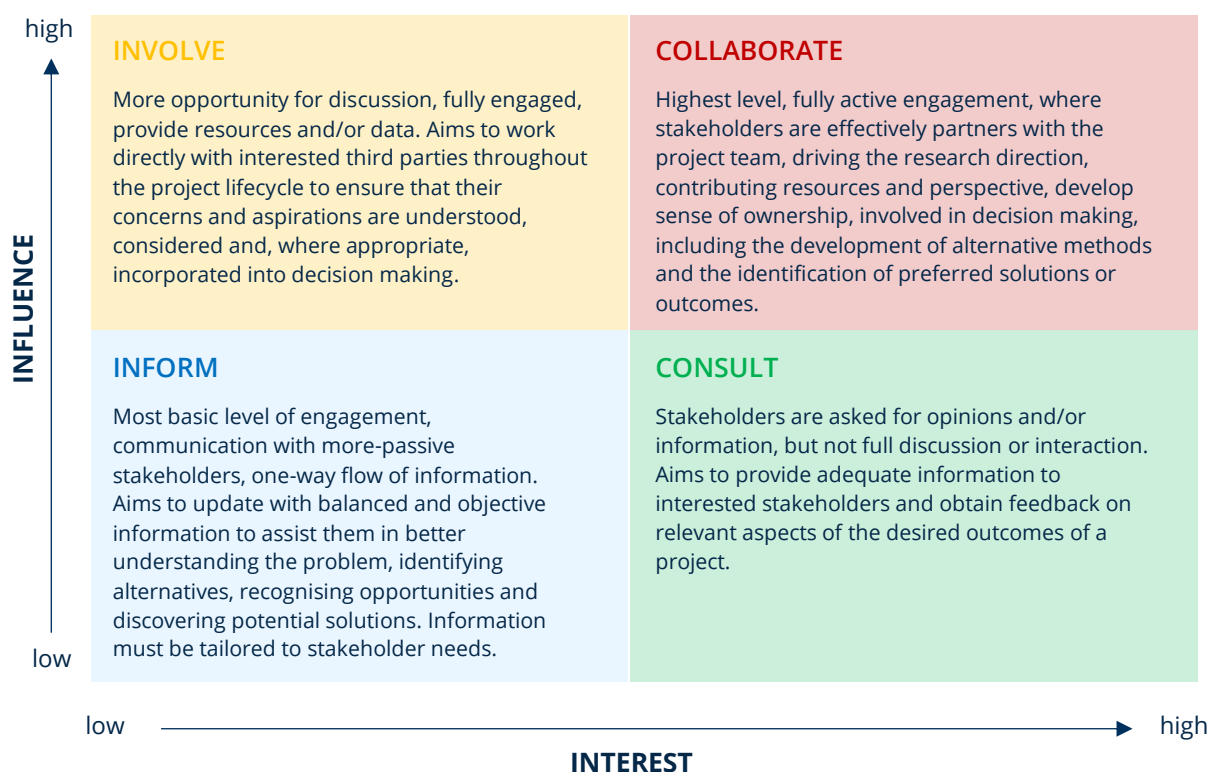 high
INVOLVE
More opportunity for discussion, fully engaged,
provide resources and/or data. Aims to work
directly with interested third parties throughout
the project lifecycle to ensure that their
concerns and aspirations are understood,
considered and, where appropriate,
incorporated into decision making.
COLLABORATE
Highest level, fully active engagement, where
stakeholders are effectively partners with the
project team, driving the research direction,
contributing resources and perspective, develop
sense of ownership, involved in decision making,
including the development of alternative methods
and the identification of preferred solutions or
outcomes.
INFLUENCE
INFORM
Most basic level of engagement,
communication with more-passive
stakeholders, one-way flow of information.
Aims to update with balanced and objective
information to assist them in better
understanding the problem, identifying
alternatives, recognising opportunities and
discovering potential solutions. Information
must be tailored to stakeholder needs.
CONSULT
Stakeholders are asked for opinions and/or
information, but not full discussion or interaction.
Aims to provide adequate information to
interested stakeholders and obtain feedback on
relevant aspects of the desired outcomes of a
project.
low
low
high
INTEREST